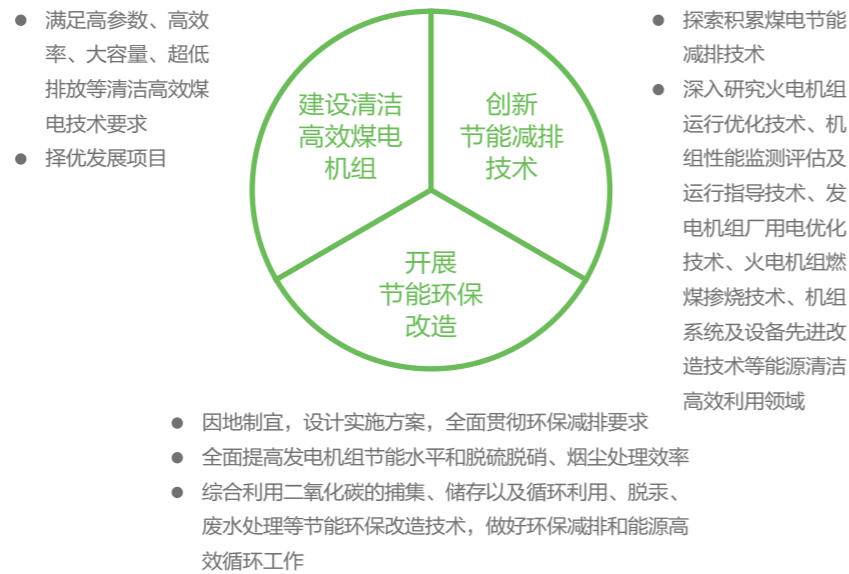 满足高参数、高效
率、大容量、超低
排放等清洁高效煤
电技术要求
择优发展项目
建设清洁
高效煤电
机组
创新
节能减排
技术
开展
节能环保
改造
探索积累煤电节能
减排技术
深入研究火电机组
运行优化技术、机
组性能监测评估及
运行指导技术、发
电机组厂用电优化
技术、火电机组燃
煤掺烧技术、机组
系统及设备先进改
造技术等能源清洁
高效利用领域
因地制宜，设计实施方案，全面贯彻环保减排要求
全面提高发电机组节能水平和脱硫脱硝、烟尘处理效率
综合利用二氧化碳的捕集、储存以及循环利用、脱汞、
废水处理等节能环保改造技术，做好环保减排和能源高
效循环工作